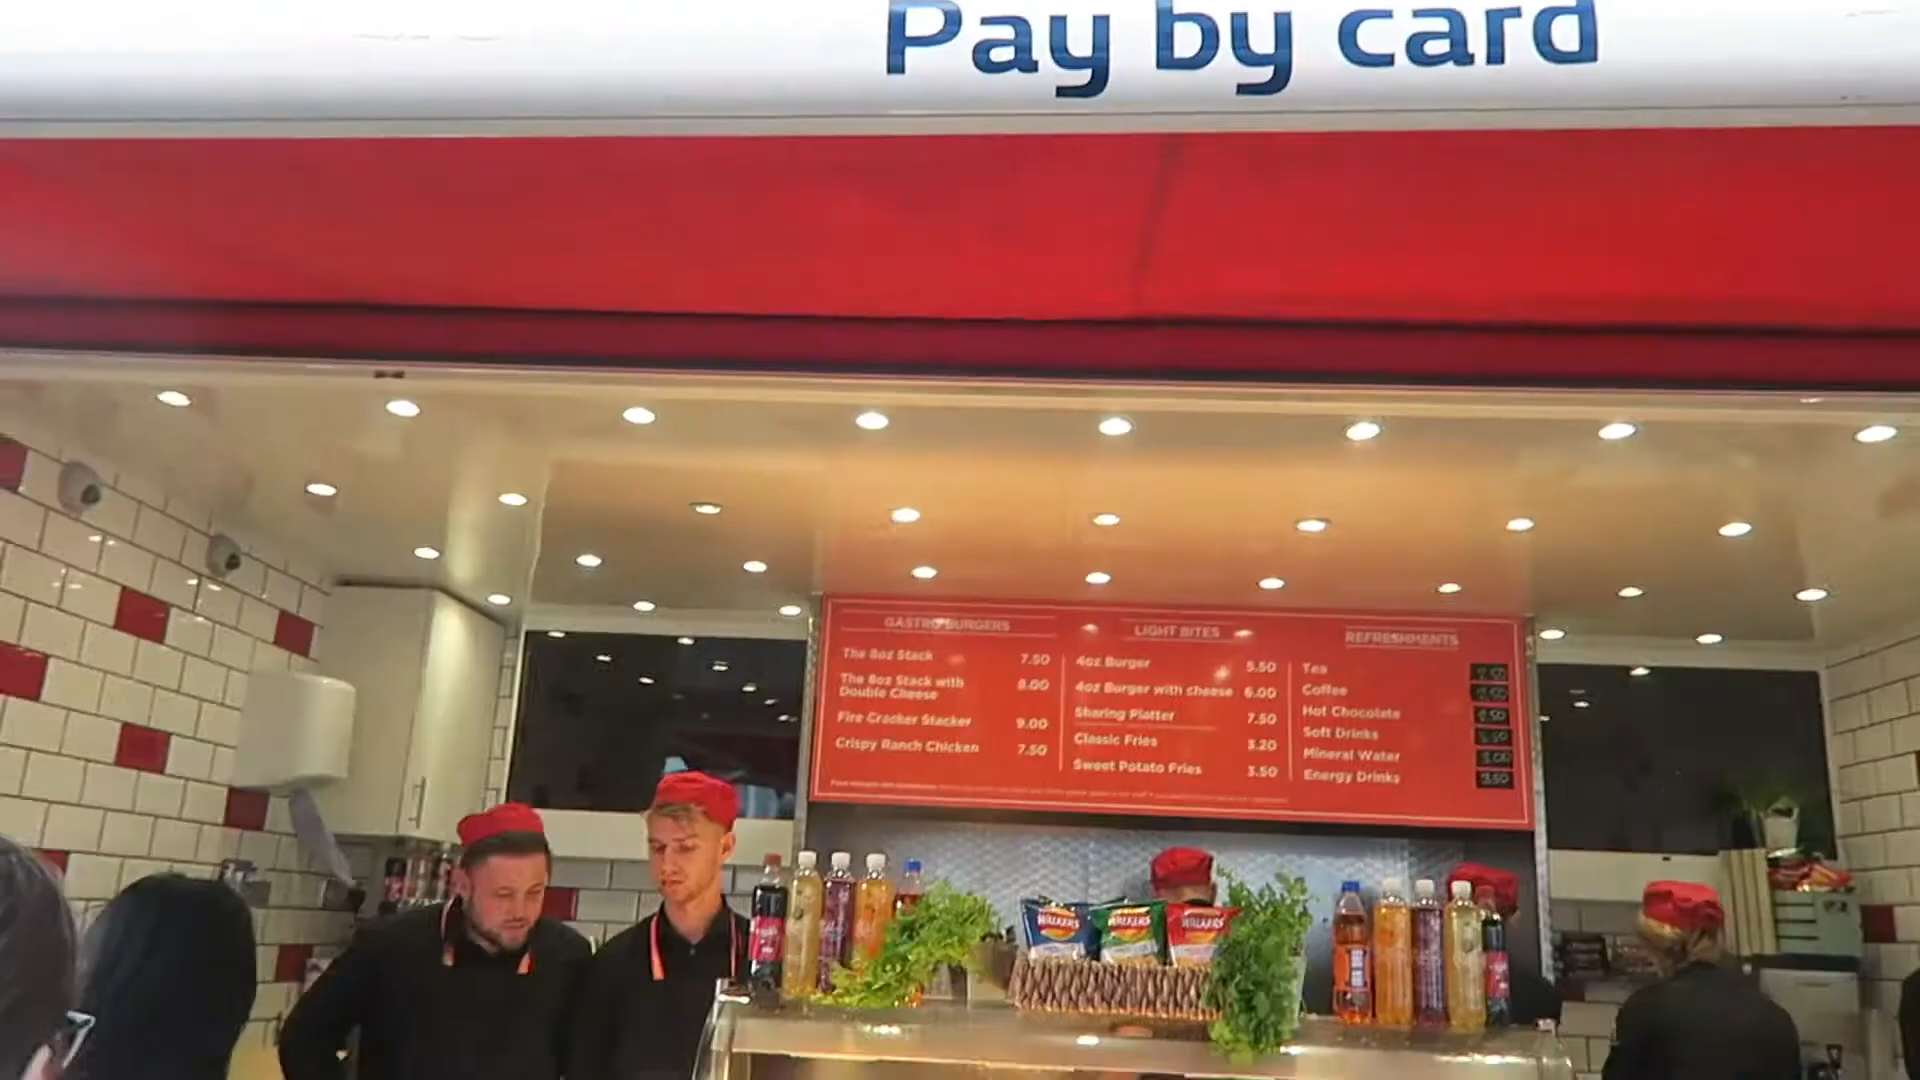 Pay by card
GASTRO BURGERS
The 8oz Stack 7.50
The 8oz Stack with
Double Cheese 8.00
Fire Cracker Stacker 9.00
Crispy Ranch Chicken 7.50
LIGHT BITES
4oz Burger 5.50
4oz Burger with cheese 6.00
Sharing Platter 7.50
Classic Fries 3.20
Sweet Potato Fries 3.50
REFRESHMENTS
Tea
Coffee
Hot Chocolate
Soft Drinks
Mineral Water
Energy Drinks 3.50
WALKERS
WALKERS
WALKERS